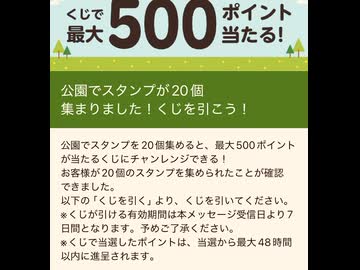 くじで
最大500ポイント
当たる!
公園でスタンプが20個
集まりました！くじを引こう！
公園でスタンプを20個集めると、最大500ポイント
が当たるくじにチャンレンジできる！
お客様が20個のスタンプを集められたことが確認
できました。
以下の「くじを引く」より、くじを引いてください。
※くじが引ける有効期間は本メッセージ受信日より7
日間となります。予めご了承ください。
※くじで当選したポイントは、当選から最大48時間
以内に進呈されます。